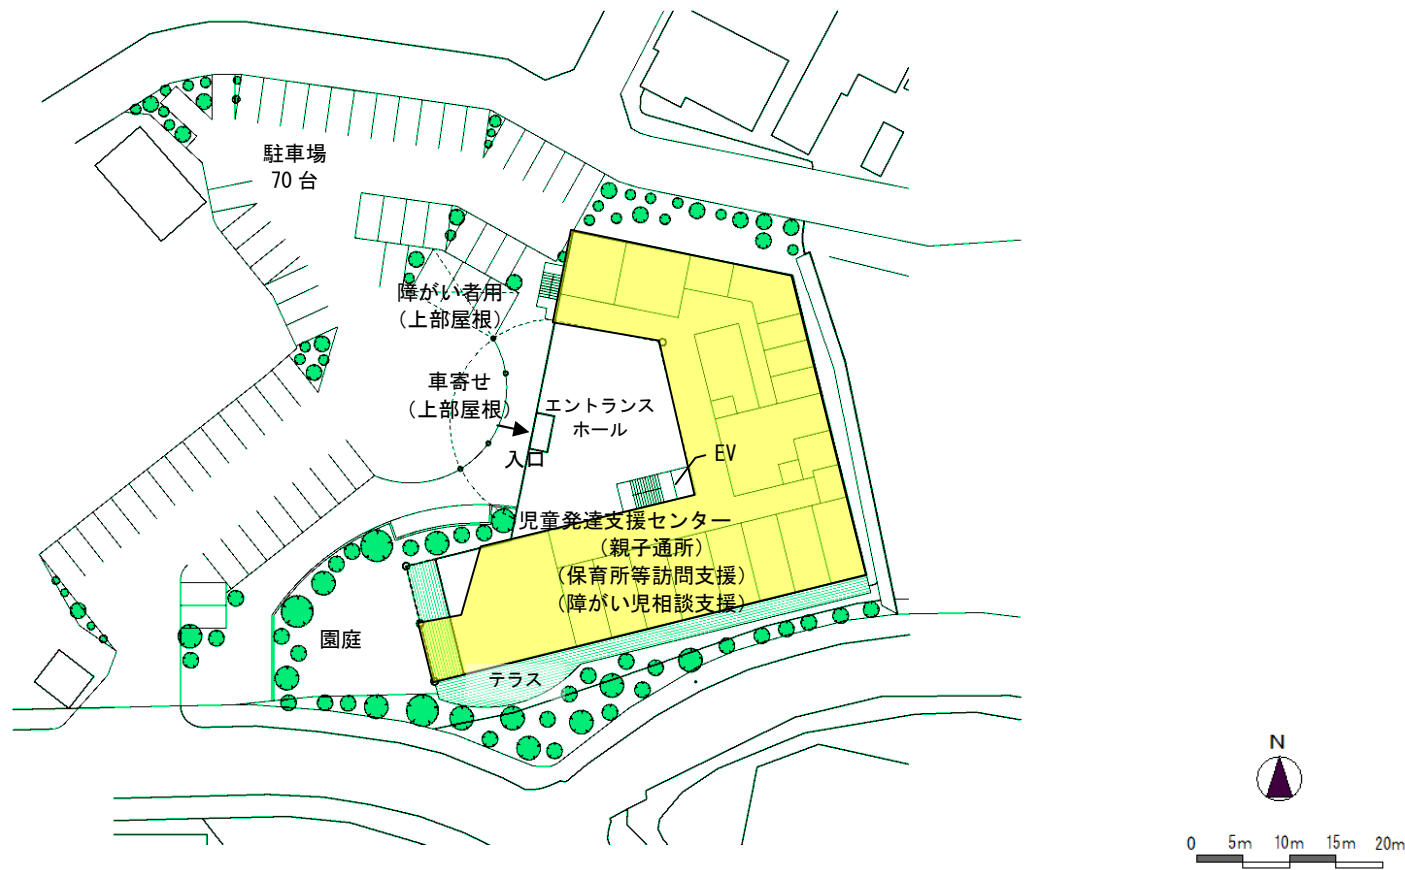 駐車場
70台
障がい者用
（上部屋根）
車寄せ
（上部屋根）
エントランス
ホール
入口
EV
児童発達支援センター
（親子通所）
（保育所等訪問支援）
（障がい児相談支援）
園庭
テラス
N
0 5m 10m 15m 20m